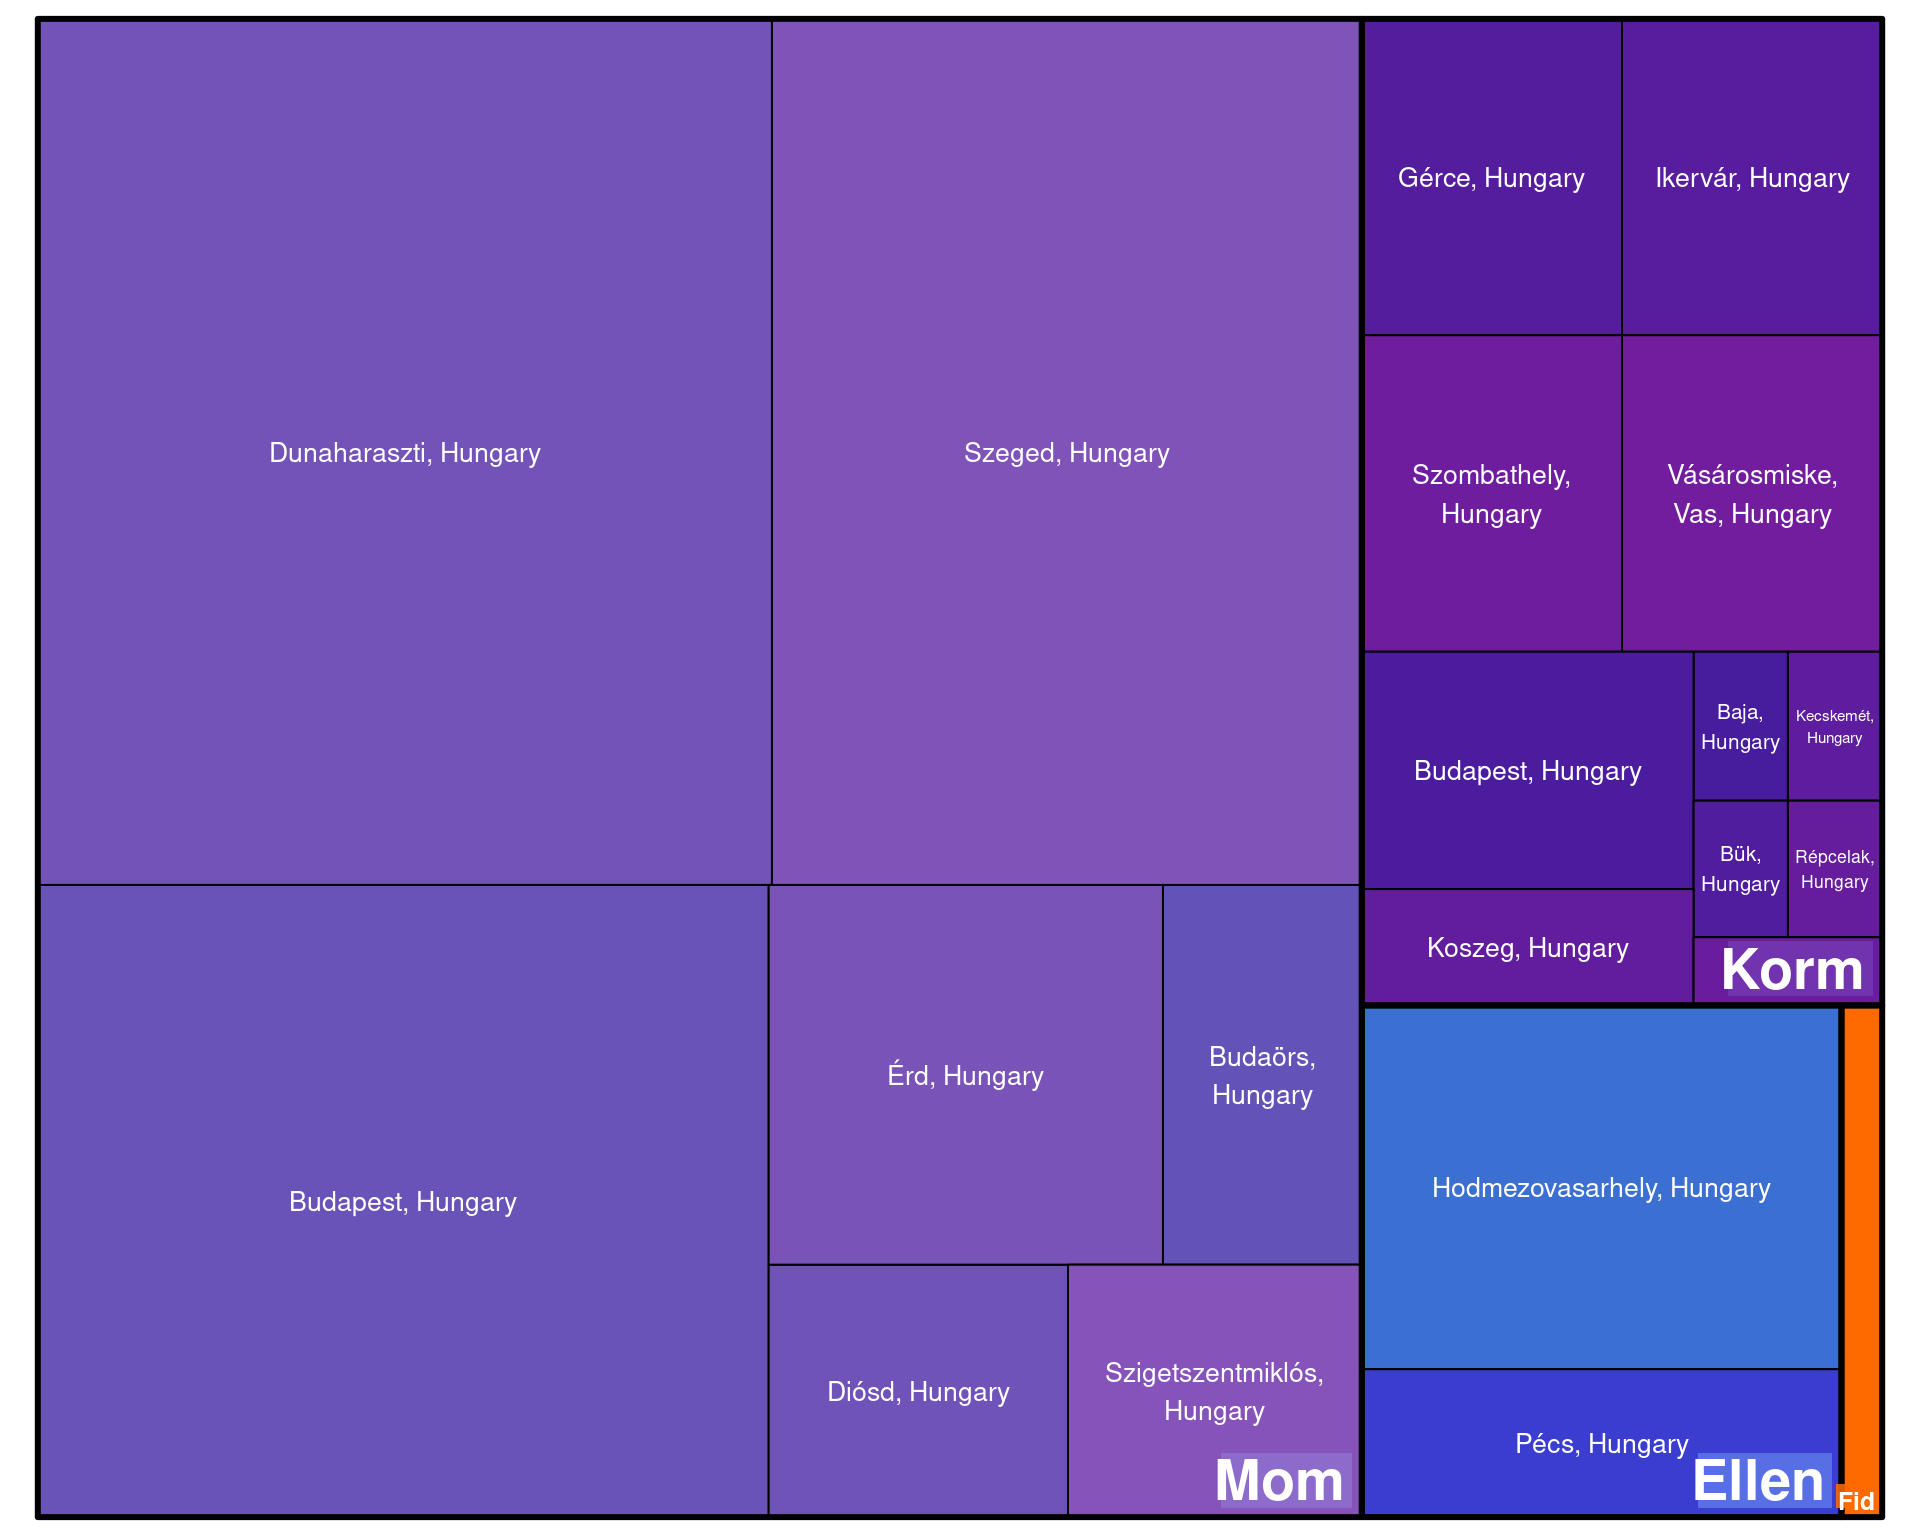 Dunaharaszti, Hungary
Szeged, Hungary
Budapest, Hungary
Érd, Hungary
Budaörs,
Hungary
Diósd, Hungary
Szigetszentmiklós,
Hungary
Mom
Gérce, Hungary
Ikervár, Hungary
Szombathely,
Hungary
Vásárosmiske,
Vas, Hungary
Budapest, Hungary
Baja,
Hungary
Kecskemét,
Hungary
Bük,
Hungary
Répcelak,
Hungary
Koszeg, Hungary
Korm
Hodmezovasarhely, Hungary
Pécs, Hungary
Ellen
Fid